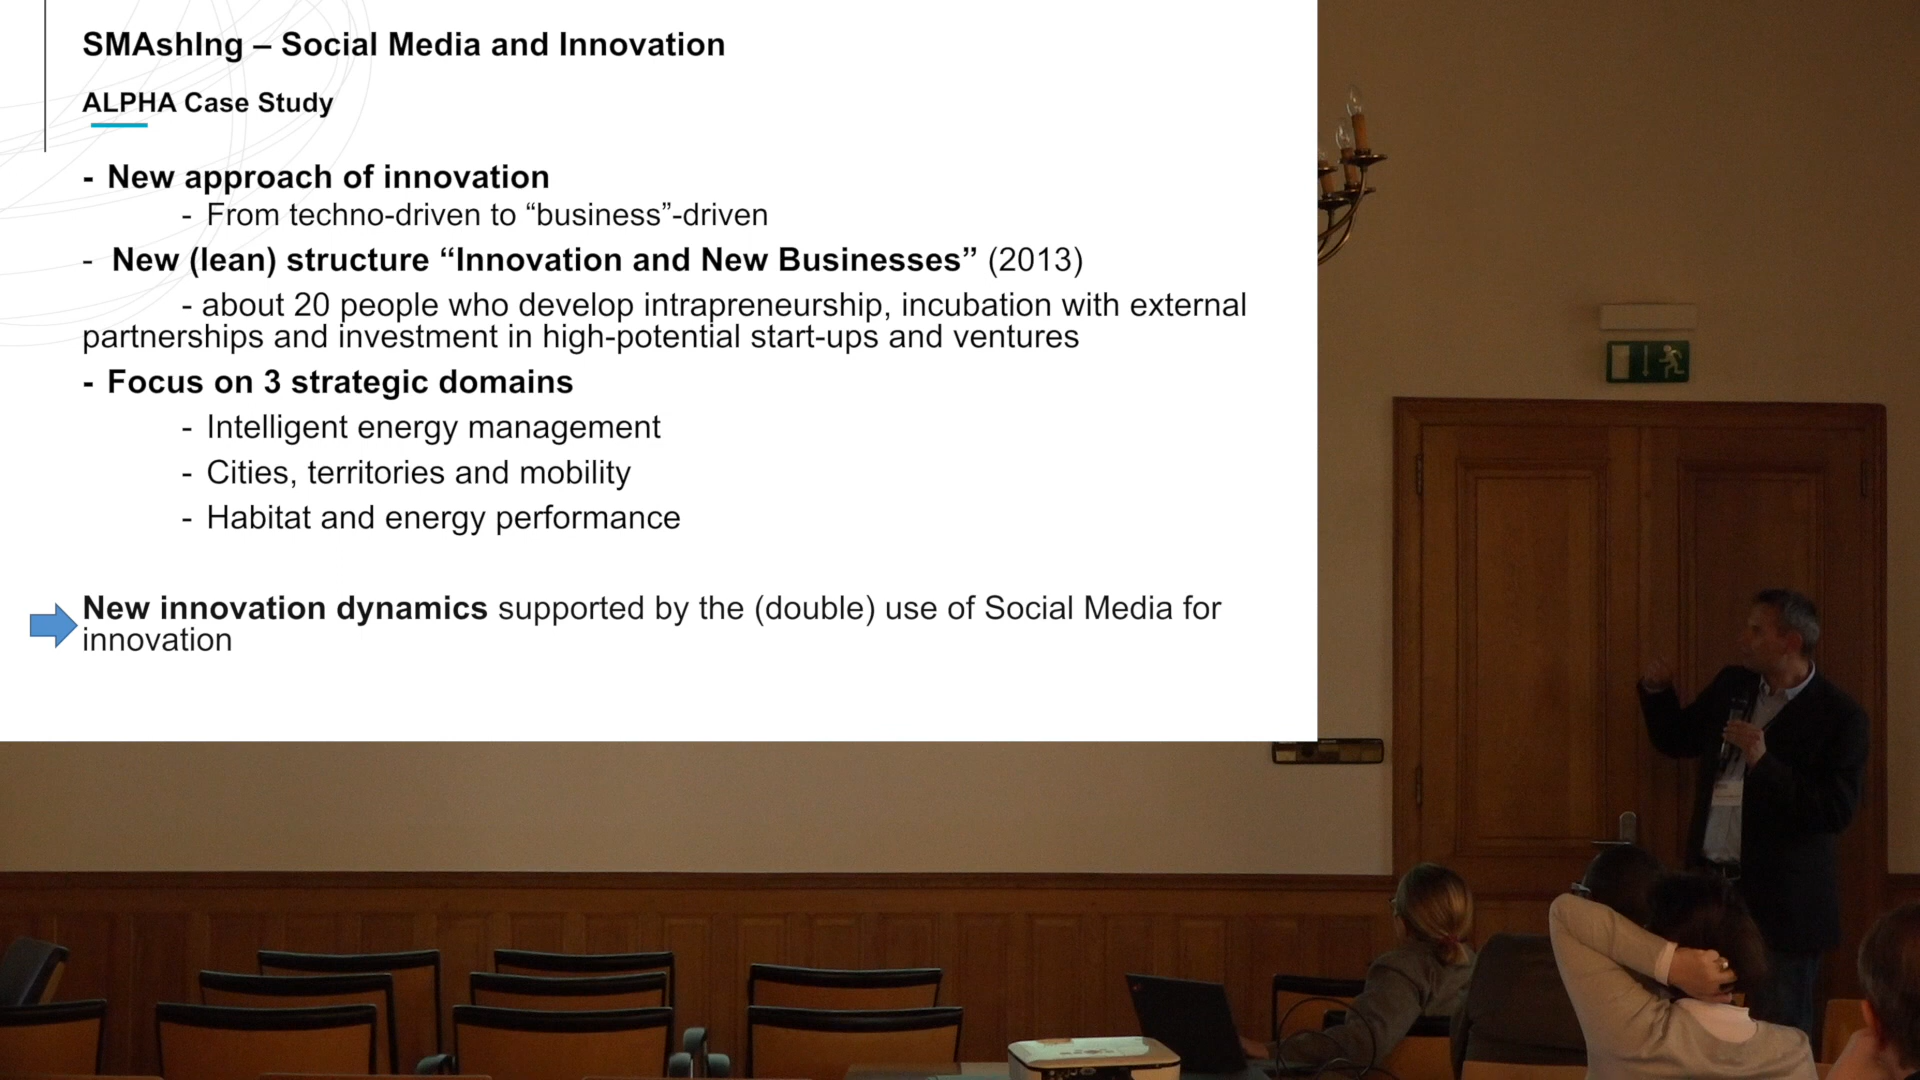 SMAshIng – Social Media and Innovation
ALPHA Case Study
- New approach of innovation
- From techno-driven to “business”-driven
- New (lean) structure “Innovation and New Businesses” (2013)
- about 20 people who develop intrapreneurship, incubation with external
partnerships and investment in high-potential start-ups and ventures
- Focus on 3 strategic domains
- Intelligent energy management
- Cities, territories and mobility
- Habitat and energy performance
New innovation dynamics supported by the (double) use of Social Media for
innovation